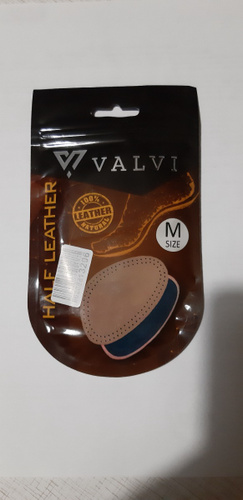 VALVI
HALF LEATHER
100%
LEATHER
NATURAL
M
SIZE